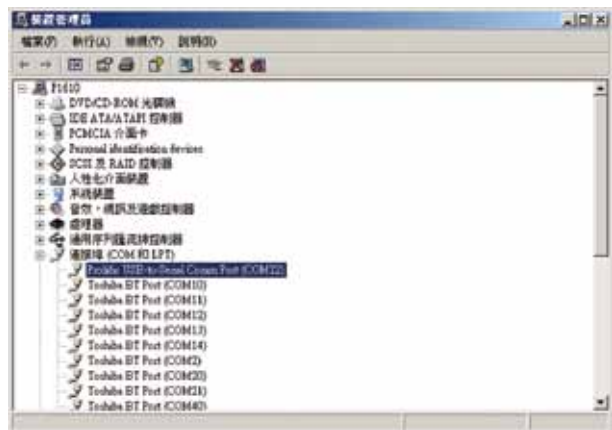 裝置管理員
檔案(F) 執行(A) 檢視(V) 說明(H)
P1610
DVD/CD-ROM 光碟機
IDE ATA/ATAPI 控制器
PCMCIA 介面卡
Personal identification devices
SCSI 及 RAID 控制器
人性化介面裝置
系統裝置
音效，視訊及遊戲控制器
處理器
通用序列匯流排控制器
連接埠 (COM 和 LPT)
Prolific USB-to-Serial Comm Port (COM22)
Toshiba BT Port (COM10)
Toshiba BT Port (COM11)
Toshiba BT Port (COM12)
Toshiba BT Port (COM13)
Toshiba BT Port (COM14)
Toshiba BT Port (COM2)
Toshiba BT Port (COM20)
Toshiba BT Port (COM21)
Toshiba BT Port (COM40)